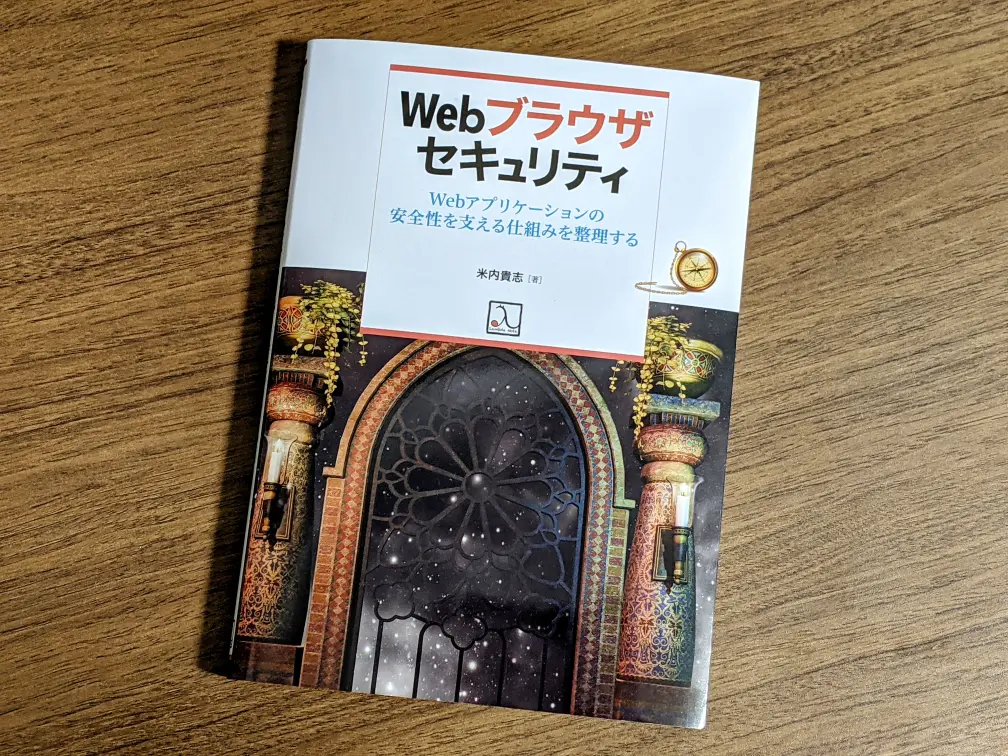 Webブラウザ
セキュリティ
Webアプリケーションの
安全性を支える仕組みを整理する
米内貴志 [著]
Lambda Note